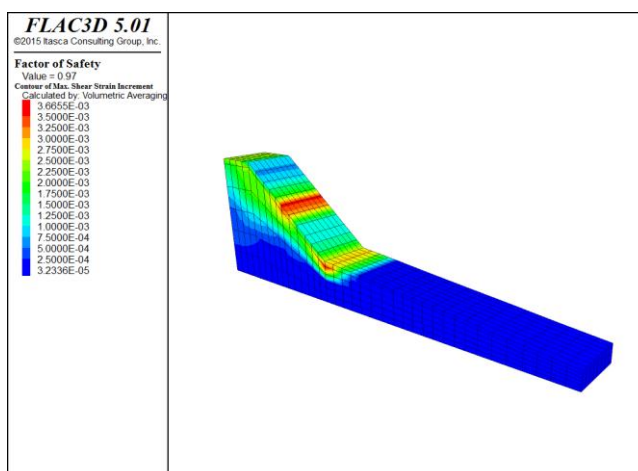 FLAC3D 5.01
©2015 Itasca Consulting Group, Inc.
Factor of Safety
Value = 0.97
Contour of Max. Shear Strain Increment
Calculated by: Volumetric Averaging
3.6655E-03
3.5000E-03
3.2500E-03
3.0000E-03
2.7500E-03
2.5000E-03
2.2500E-03
2.0000E-03
1.7500E-03
1.5000E-03
1.2500E-03
1.0000E-03
7.5000E-04
5.0000E-04
2.5000E-04
3.2336E-05